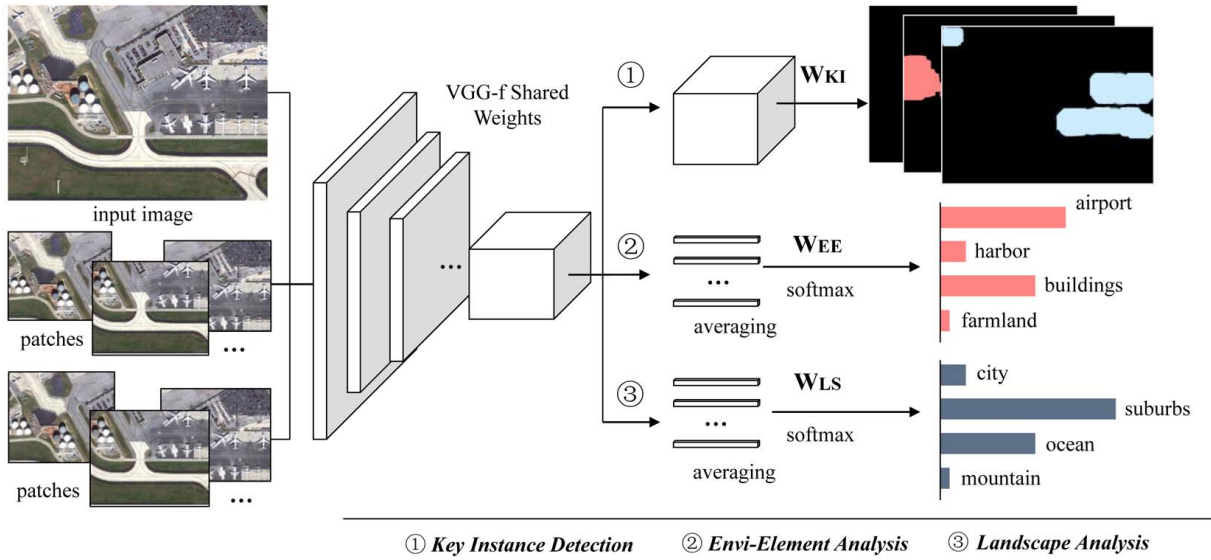 input image
patches
...
patches
...
VGG-f Shared
Weights
...
①
WKI
②
...
averaging
WEE
softmax
airport
harbor
buildings
farmland
③
...
averaging
WLS
softmax
city
suburbs
ocean
mountain
① Key Instance Detection
② Envi-Element Analysis
③ Landscape Analysis